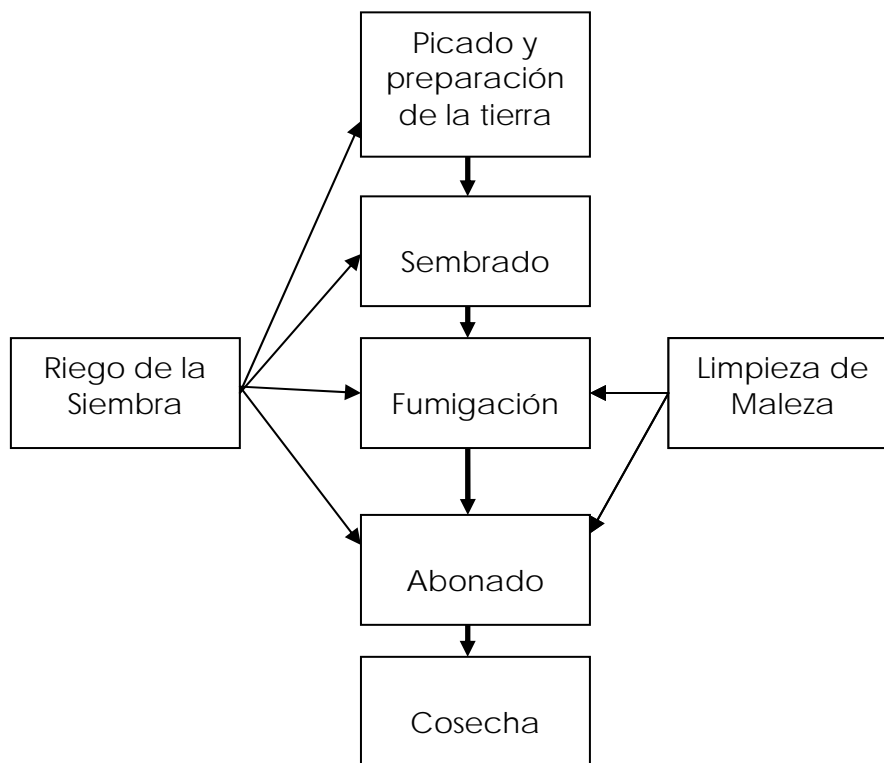 Picado y
preparación
de la tierra
Sembrado
Riego de la
Siembra
Fumigación
Limpieza de
Maleza
Abonado
Cosecha